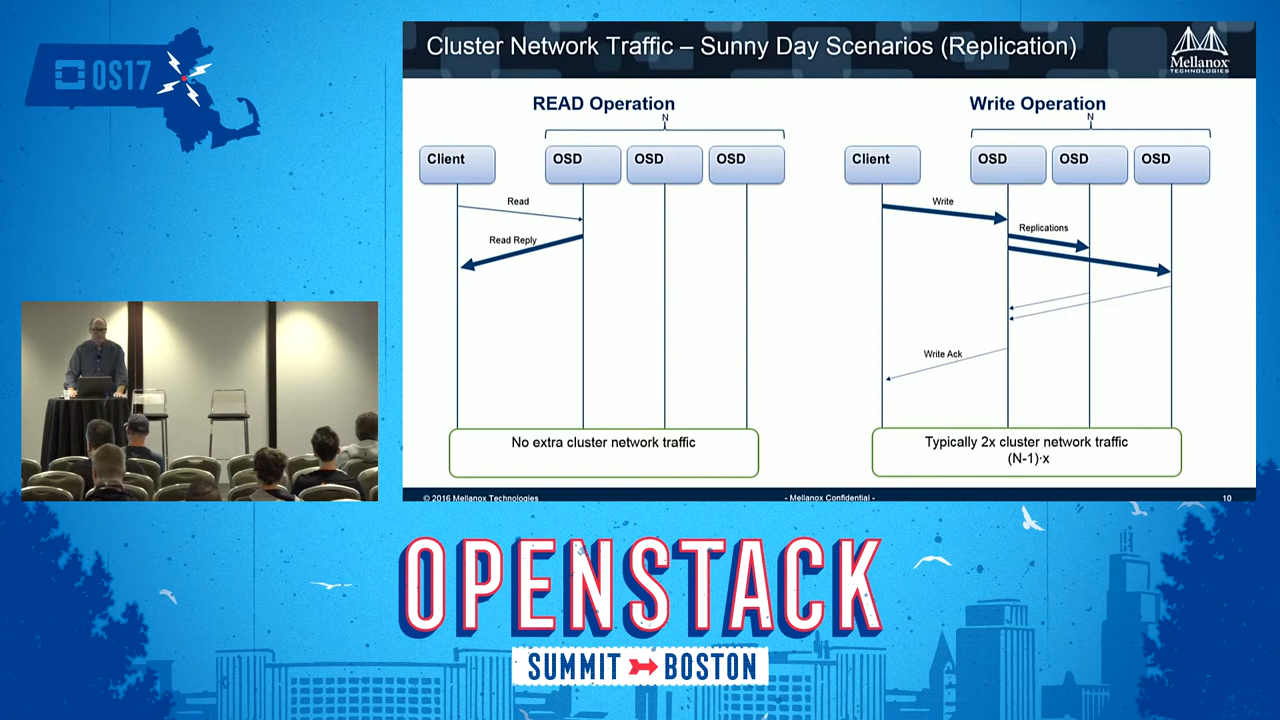 OS17
Cluster Network Traffic – Sunny Day Scenarios (Replication)
Mellanox
TECHNOLOGIES
READ Operation
N
Client
OSD
OSD
OSD
Read
Read Reply
No extra cluster network traffic
Write Operation
N
Client
OSD
OSD
OSD
Write
Replications
Write Ack
Typically 2x cluster network traffic
(N-1)·x
© 2016 Mellanox Technologies
- Mellanox Confidential -
10
OPENSTACK
SUMMIT BOSTON